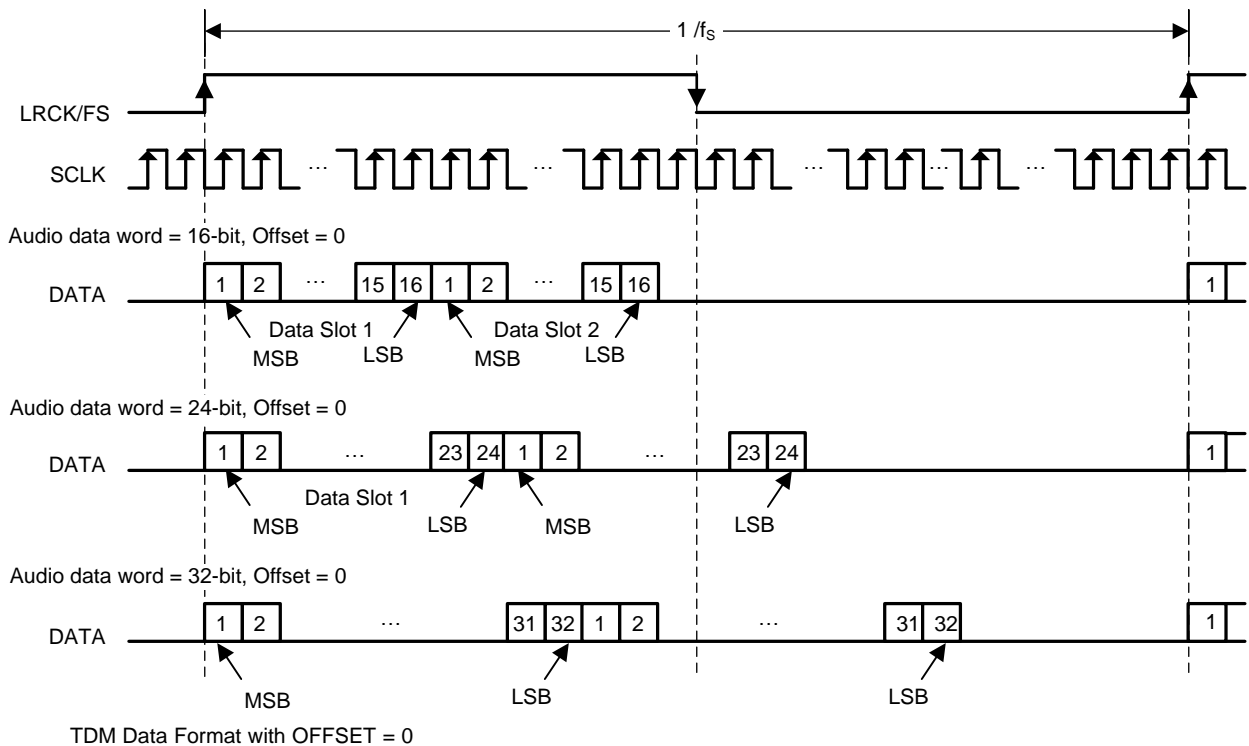 1 /fS
LRCK/FS
SCLK ... ... ... ... ...
Audio data word = 16-bit, Offset = 0
DATA 1 2 ... 15 16 1 2 ... 15 16 1
Data Slot 1 Data Slot 2
MSB LSB MSB LSB
Audio data word = 24-bit, Offset = 0
DATA 1 2 ... 23 24 1 2 ... 23 24 1
Data Slot 1
MSB LSB MSB LSB
Audio data word = 32-bit, Offset = 0
DATA 1 2 ... 31 32 1 2 ... 31 32 1
MSB LSB LSB
TDM Data Format with OFFSET = 0